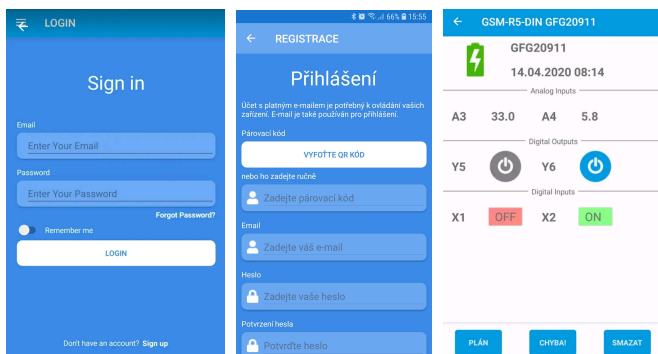 LOGIN
Sign in
Email
Enter Your Email
Password
Enter Your Password
Forgot Password?
Remember me
LOGIN
Don't have an account? Sign up
66% 15:55
REGISTRACE
Přihlášení
Účet s platným e-mailem je potřebný k ovládání vašich
zařízení. E-mail je také používán pro přihlášení.
Párovací kód
VYFOŤTE QR KÓD
nebo ho zadejte ručně
Zadejte párovací kód
Email
Zadejte váš e-mail
Heslo
Zadejte vaše heslo
Potvrzení hesla
Potvrďte heslo
GSM-R5-DIN GFG20911
GFG20911
14.04.2020 08:14
Analog Inputs
A3 33.0 A4 5.8
Digital Outputs
Y5 Y6
Digital Inputs
X1 OFF X2 ON
PLÁN CHYBA! SMAZAT